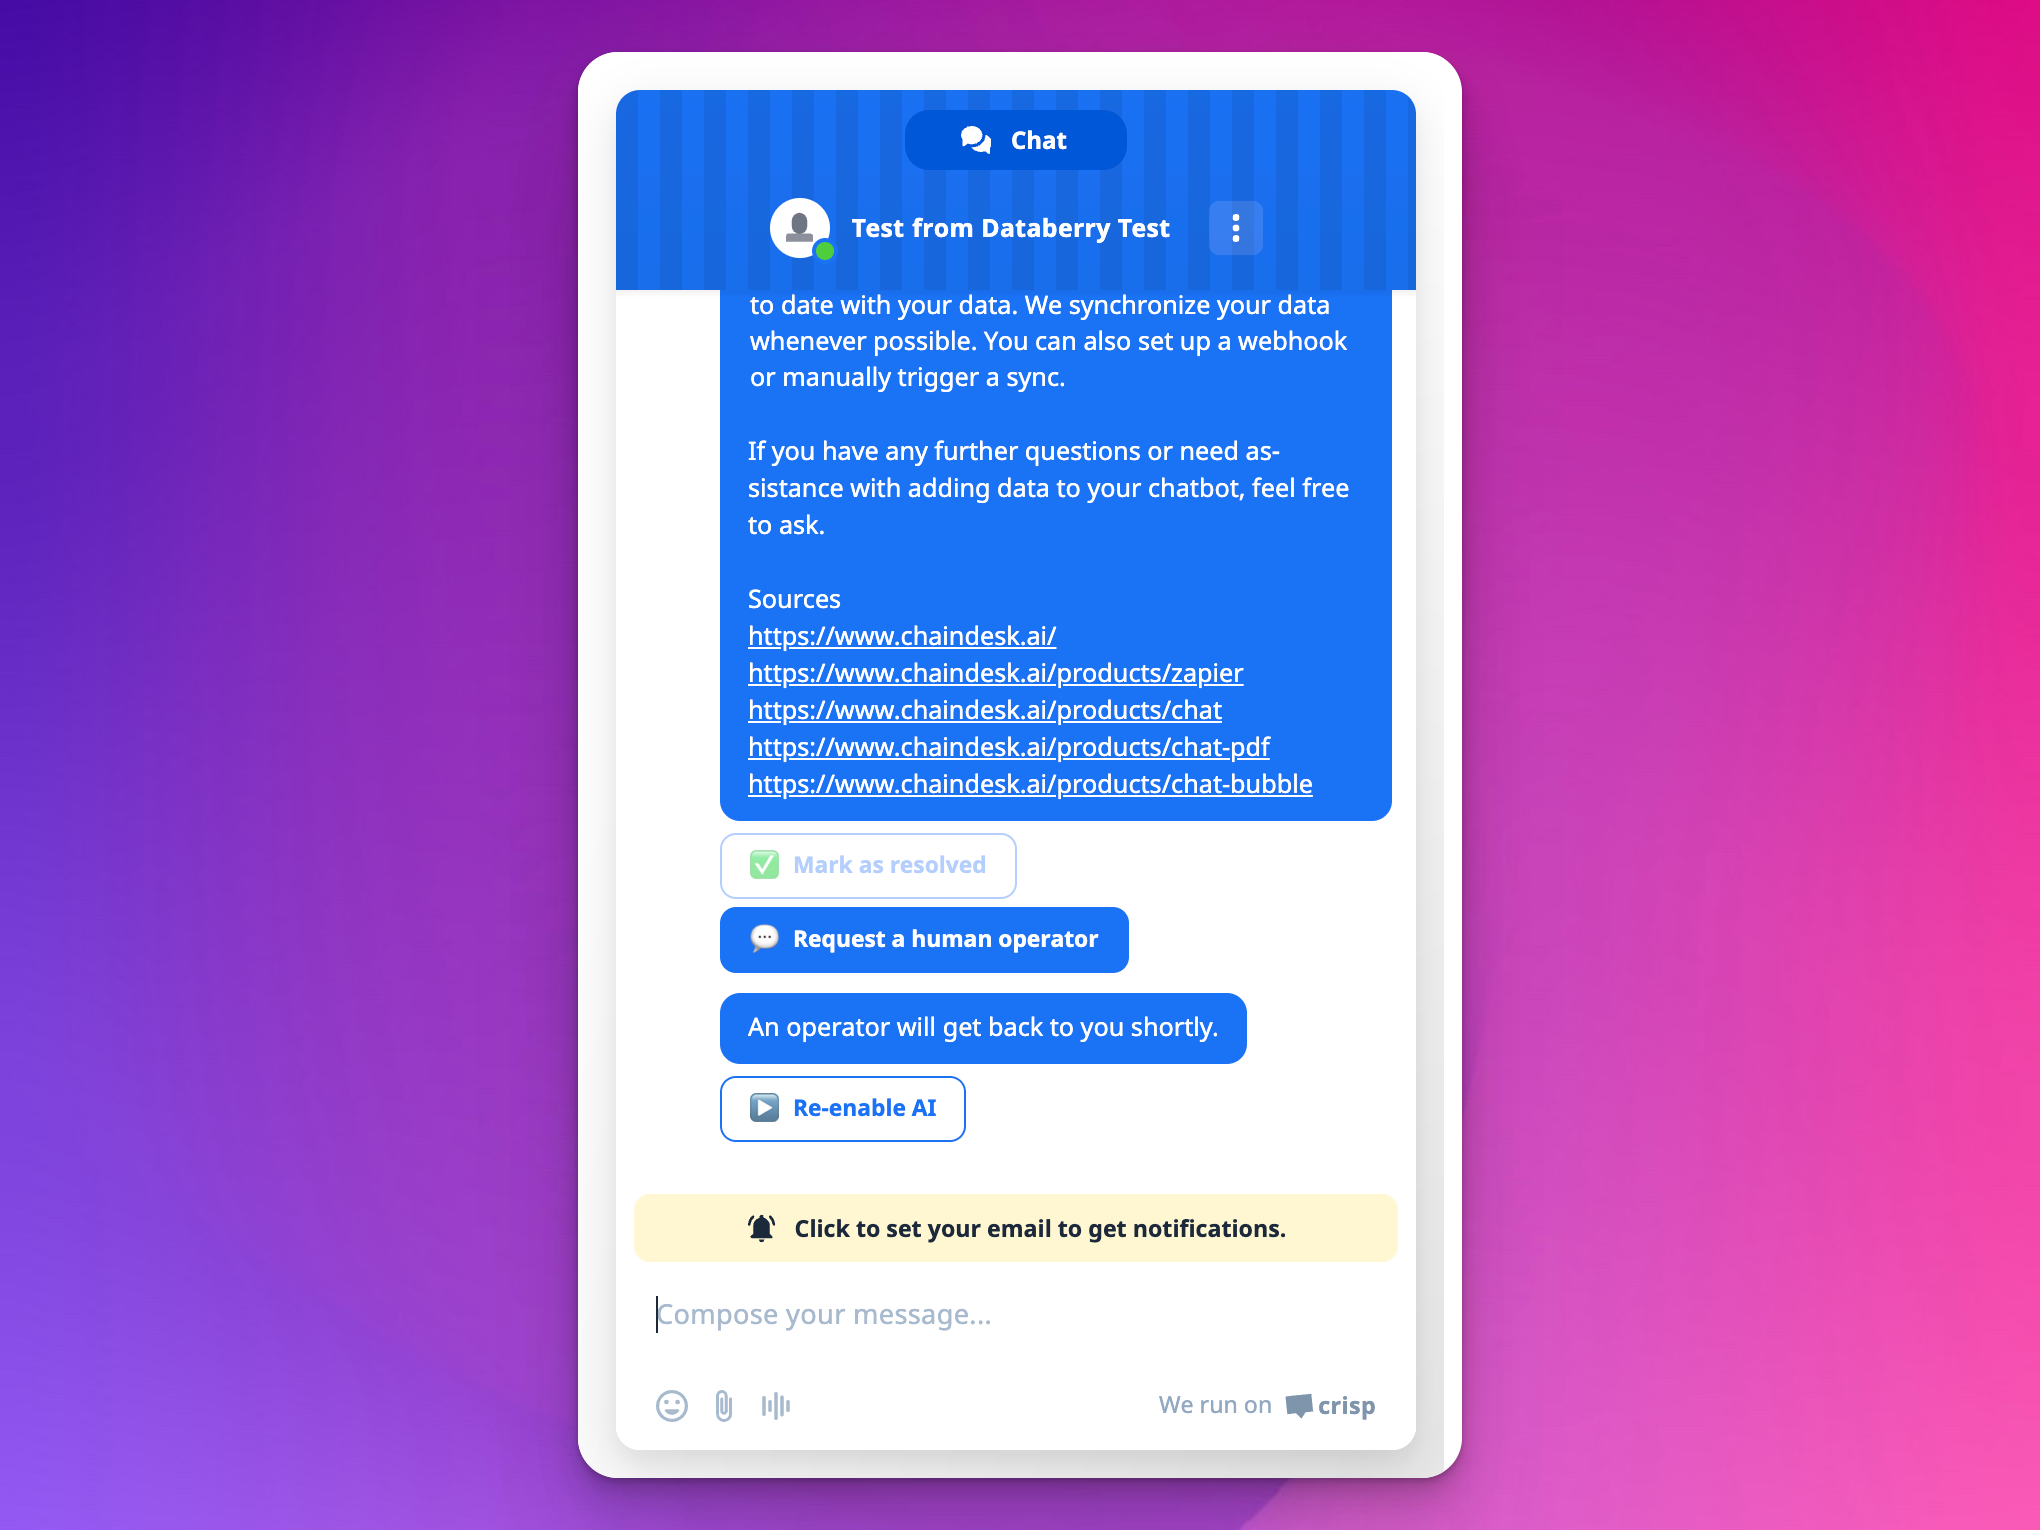 Chat
Test from Databerry Test
to date with your data. We synchronize your data
whenever possible. You can also set up a webhook
or manually trigger a sync.
If you have any further questions or need as-
sistance with adding data to your chatbot, feel free
to ask.
Sources
https://www.chaindesk.ai/
https://www.chaindesk.ai/products/zapier
https://www.chaindesk.ai/products/chat
https://www.chaindesk.ai/products/chat-pdf
https://www.chaindesk.ai/products/chat-bubble
Mark as resolved
Request a human operator
An operator will get back to you shortly.
Re-enable AI
Click to set your email to get notifications.
Compose your message...
We run on crisp